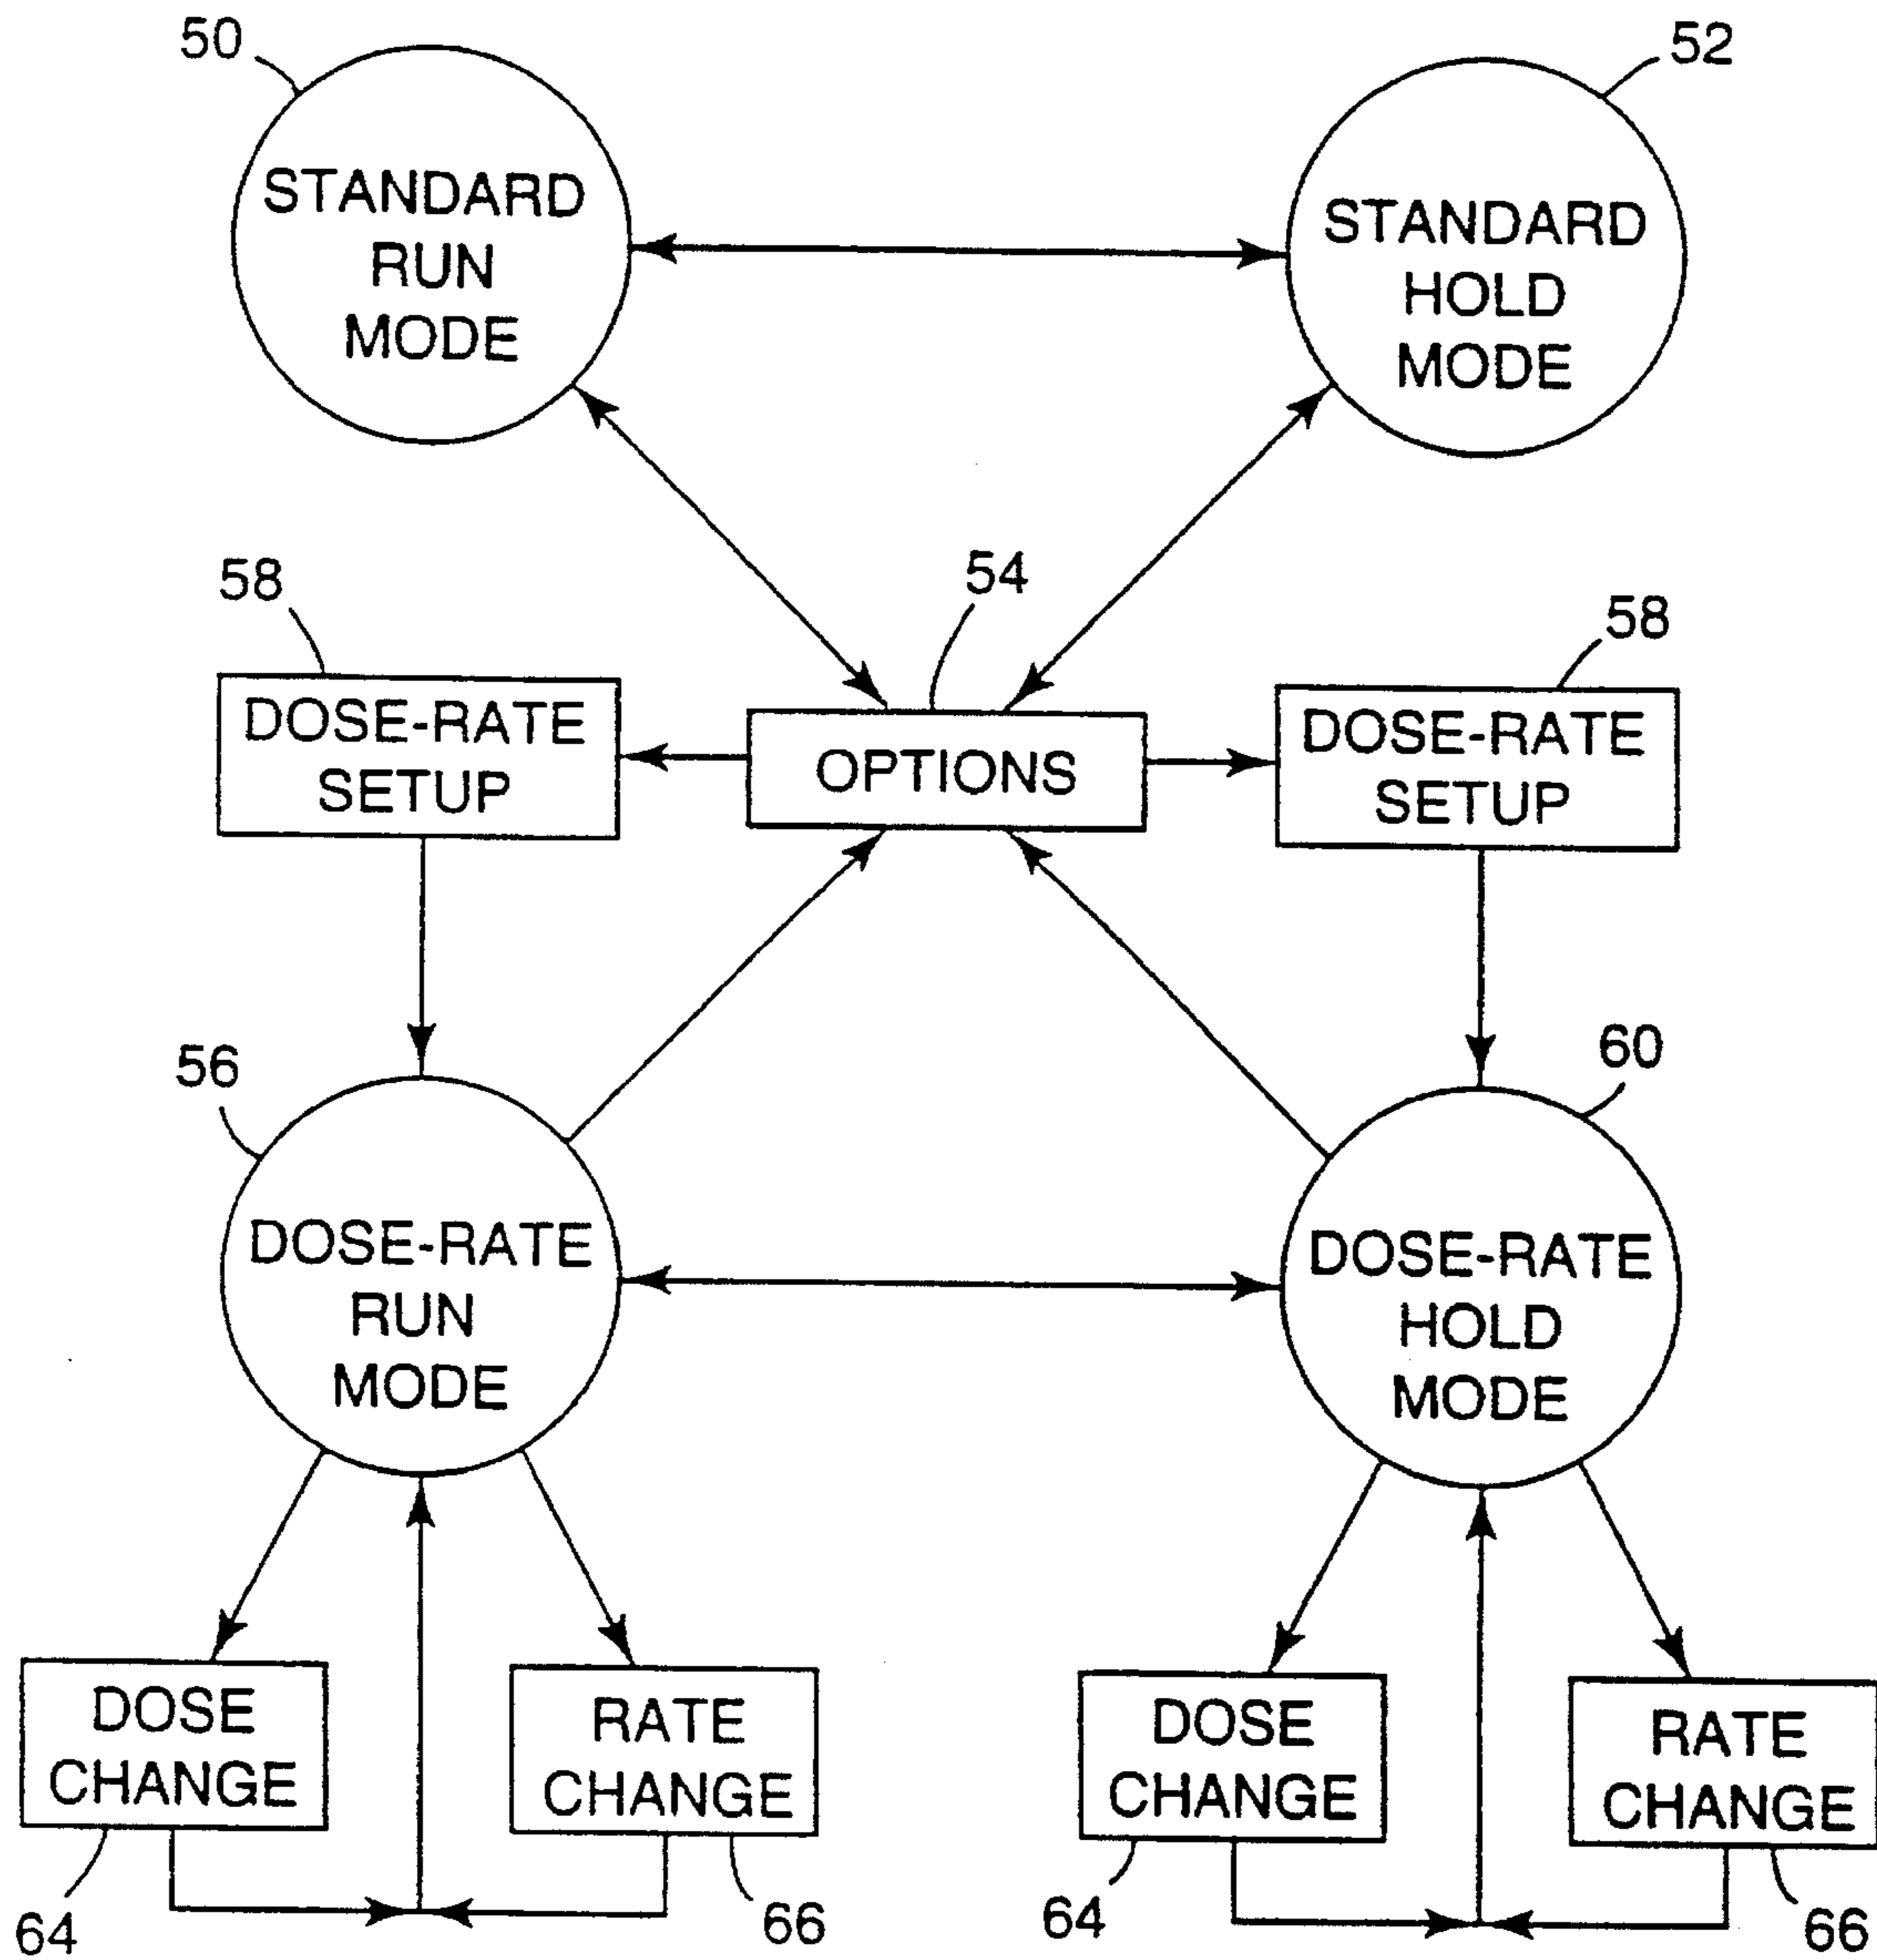 50
52
STANDARD
RUN
MODE
STANDARD
HOLD
MODE
58
54
58
DOSE-RATE
SETUP
OPTIONS
DOSE-RATE
SETUP
56
60
DOSE-RATE
RUN
MODE
DOSE-RATE
HOLD
MODE
DOSE
CHANGE
RATE
CHANGE
DOSE
CHANGE
RATE
CHANGE
64
66
64
66